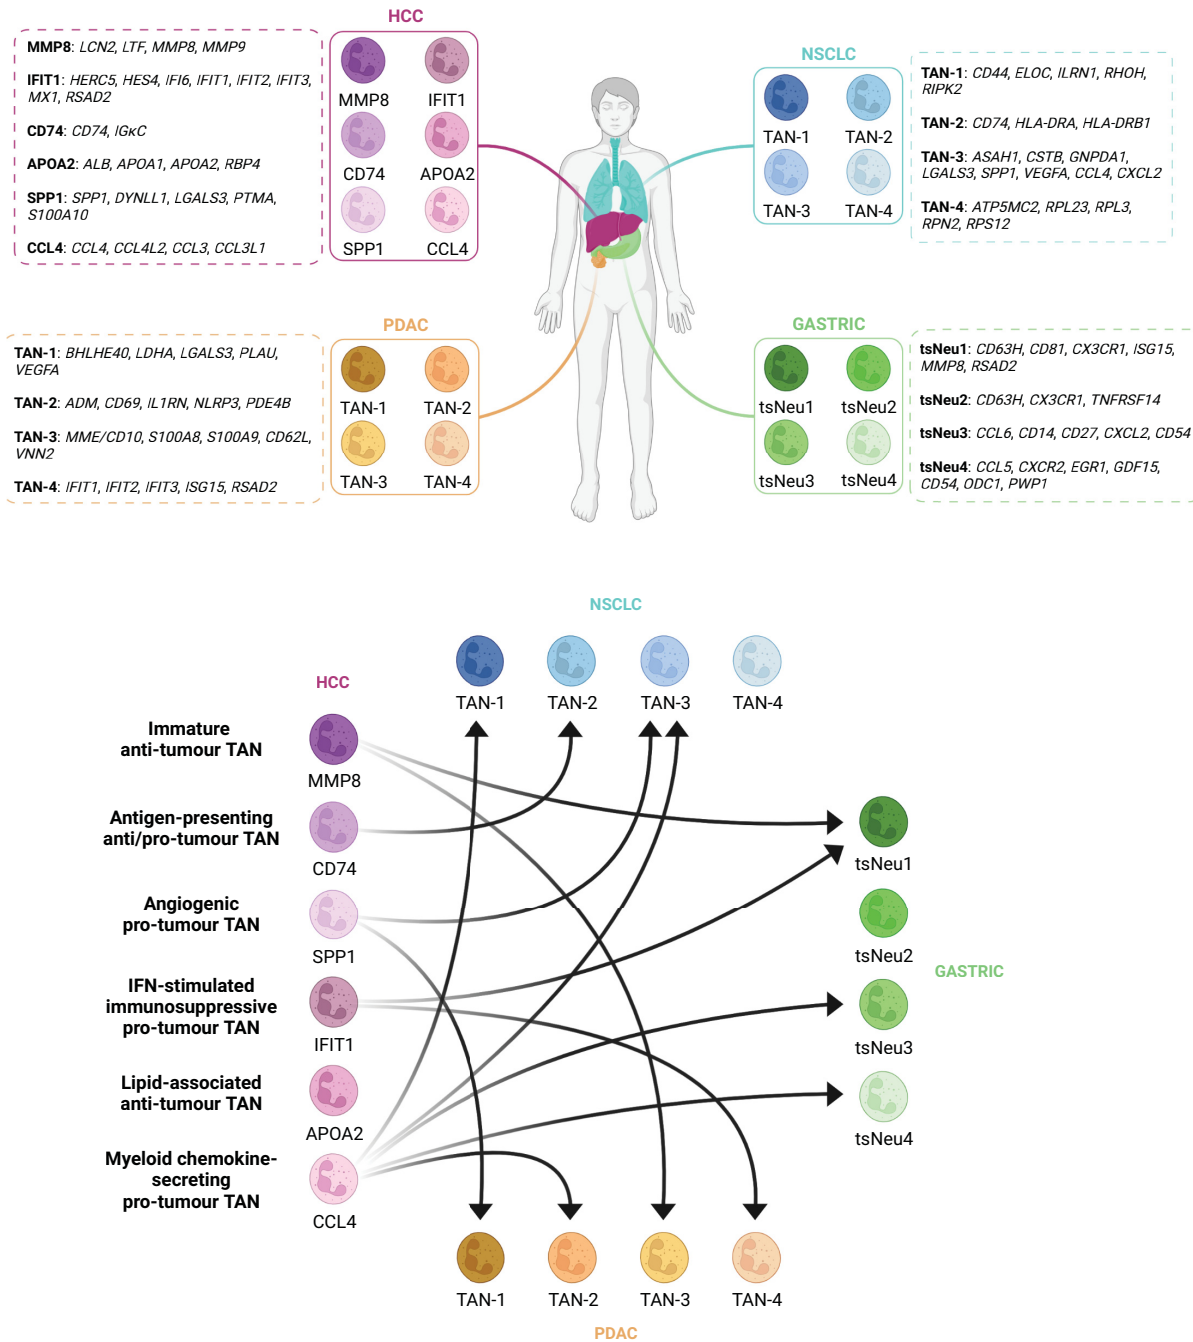 HCC
MMP8: LCN2, LTF, MMP8, MMP9
IFIT1: HERC5, HES4, IFI6, IFIT1, IFIT2, IFIT3,
MX1, RSAD2
CD74: CD74, IGκC
APOA2: ALB, APOA1, APOA2, RBP4
SPP1: SPP1, DYNLL1, LGALS3, PTMA,
S100A10
CCL4: CCL4, CCL4L2, CCL3, CCL3L1
MMP8 IFIT1
CD74 APOA2
SPP1 CCL4
NSCLC
TAN-1 TAN-2
TAN-3 TAN-4
TAN-1: CD44, ELOC, ILRN1, RHOH,
RIPK2
TAN-2: CD74, HLA-DRA, HLA-DRB1
TAN-3: ASAH1, CSTB, GNPDA1,
LGALS3, SPP1, VEGFA, CCL4, CXCL2
TAN-4: ATP5MC2, RPL23, RPL3,
RPN2, RPS12
PDAC
TAN-1: BHLHE40, LDHA, LGALS3, PLAU,
VEGFA
TAN-2: ADM, CD69, IL1RN, NLRP3, PDE4B
TAN-3: MME/CD10, S100A8, S100A9, CD62L,
VNN2
TAN-4: IFIT1, IFIT2, IFIT3, ISG15, RSAD2
TAN-1 TAN-2
TAN-3 TAN-4
GASTRIC
tsNeu1 tsNeu2
tsNeu3 tsNeu4
tsNeu1: CD63H, CD81, CX3CR1, ISG15,
MMP8, RSAD2
tsNeu2: CD63H, CX3CR1, TNFRSF14
tsNeu3: CCL6, CD14, CD27, CXCL2, CD54
tsNeu4: CCL5, CXCR2, EGR1, GDF15,
CD54, ODC1, PWP1
NSCLC
TAN-1 TAN-2 TAN-3 TAN-4
HCC
Immature
anti-tumour TAN
MMP8
Antigen-presenting
anti/pro-tumour TAN
CD74
Angiogenic
pro-tumour TAN
SPP1
IFN-stimulated
immunosuppressive
pro-tumour TAN
IFIT1
Lipid-associated
anti-tumour TAN
APOA2
Myeloid chemokine-
secreting
pro-tumour TAN
CCL4
tsNeu1
tsNeu2
GASTRIC
tsNeu3
tsNeu4
TAN-1 TAN-2 TAN-3 TAN-4
PDAC